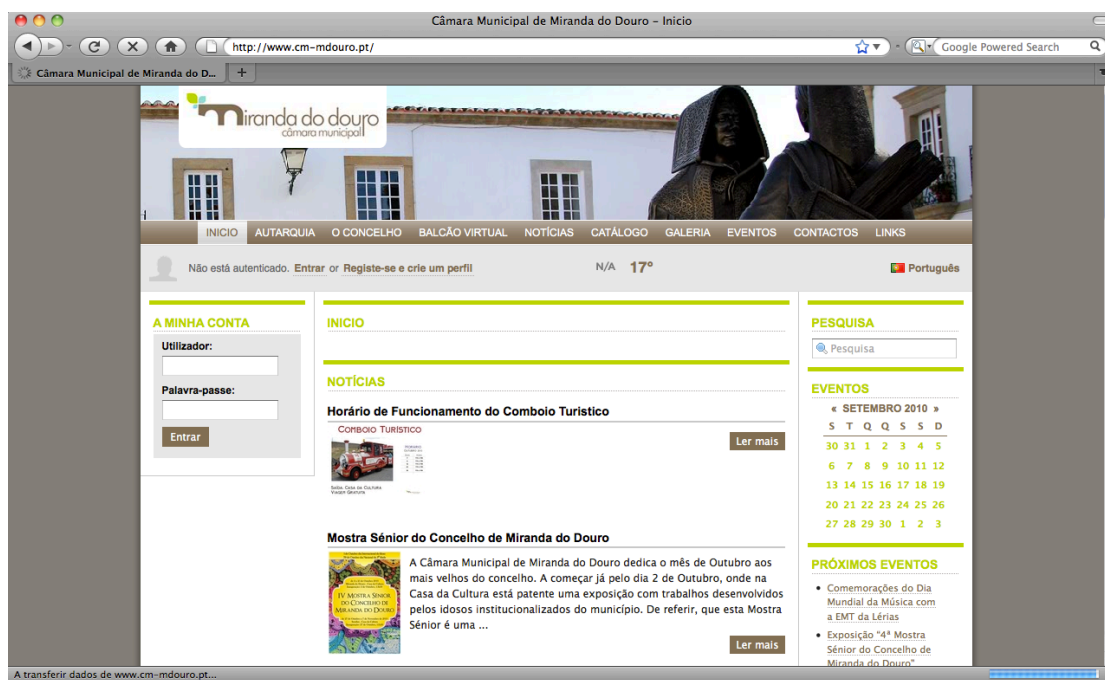 Câmara Municipal de Miranda do Douro – Inicio
http://www.cm-mdouro.pt/
Google Powered Search
Câmara Municipal de Miranda do D...
miranda do douro
câmara municipal
INICIO AUTARQUIA O CONCELHO BALCÃO VIRTUAL NOTÍCIAS CATÁLOGO GALERIA EVENTOS CONTACTOS LINKS
Não está autenticado. Entrar or Registe-se e crie um perfil
N/A 17°
Português
A MINHA CONTA
Utilizador:
Palavra-passe:
Entrar
INICIO
NOTÍCIAS
Horário de Funcionamento do Comboio Turistico
COMBOIO TURÍSTICO
Ler mais
Mostra Sénior do Concelho de Miranda do Douro
IV MOSTRA SENIOR
DO CONCELHO DE
MIRANDA DO DOURO
A Câmara Municipal de Miranda do Douro dedica o mês de Outubro aos
mais velhos do concelho. A começar já pelo dia 2 de Outubro, onde na
Casa da Cultura está patente uma exposição com trabalhos desenvolvidos
pelos idosos institucionalizados do município. De referir, que esta Mostra
Sénior é uma ...
Ler mais
PESQUISA
Pesquisa
EVENTOS
« SETEMBRO 2010 »
S T Q Q S S D
30 31 1 2 3 4 5
6 7 8 9 10 11 12
13 14 15 16 17 18 19
20 21 22 23 24 25 26
27 28 29 30 1 2 3
PRÓXIMOS EVENTOS
• Comemorações do Dia
Mundial da Música com
a EMT da Lérias
• Exposição "4ª Mostra
Sénior do Concelho de
Miranda do Douro"
A transferir dados de www.cm-mdouro.pt...